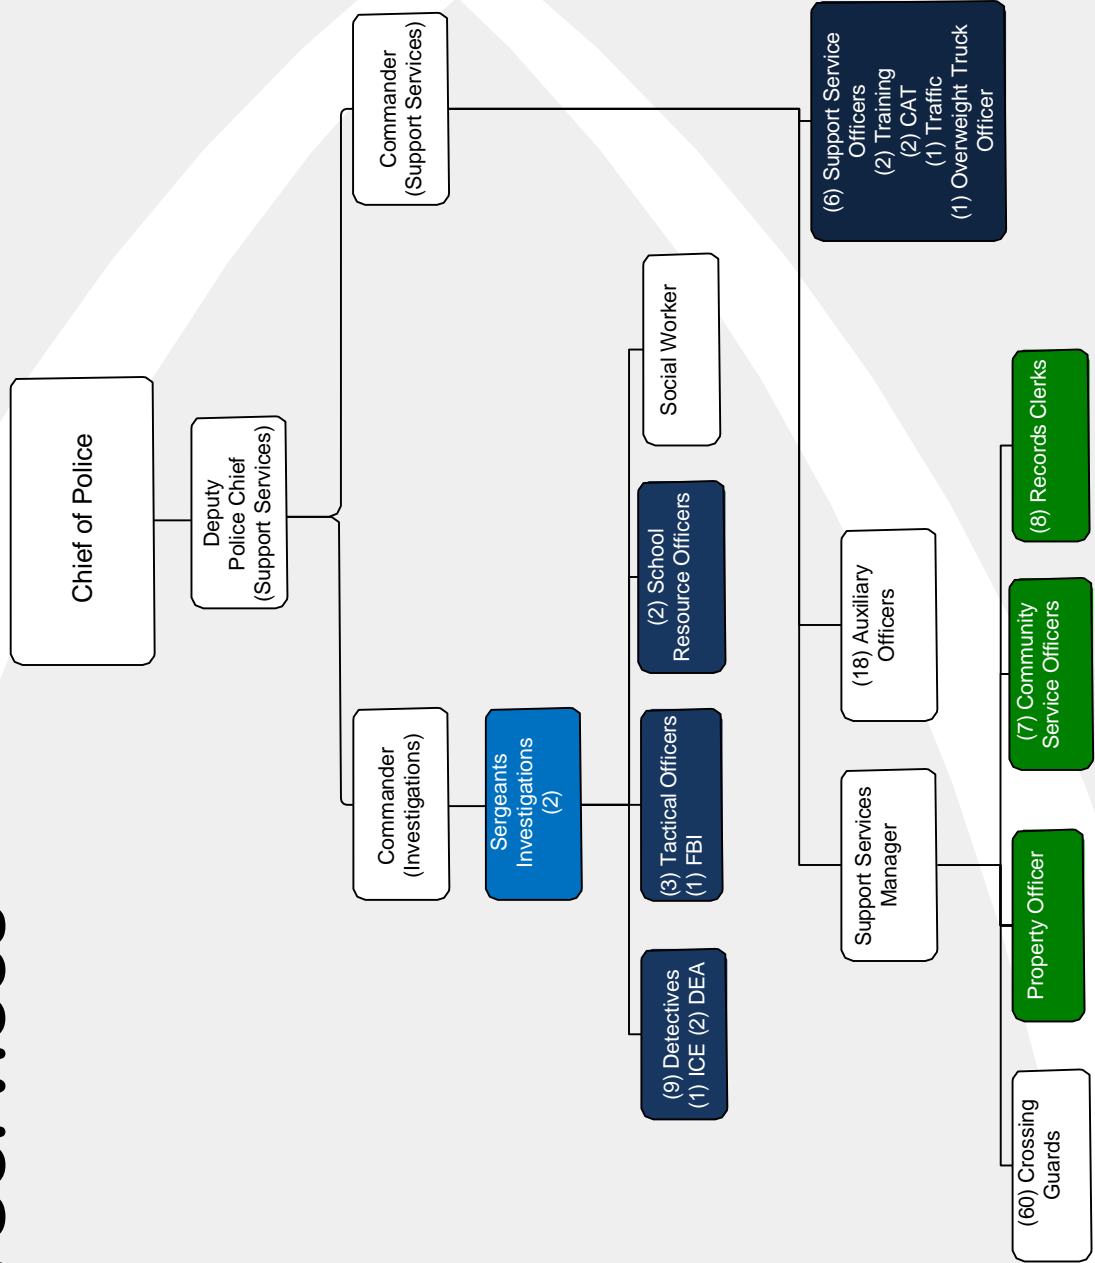 Chief of Police
Deputy
Police Chief
(Support Services)
Commander
(Investigations)
Commander
(Support Services)
Sergeants
Investigations
(2)
(9) Detectives
(1) ICE (2) DEA
(3) Tactical Officers
(1) FBI
(2) School
Resource Officers
Social Worker
Support Services
Manager
(18) Auxiliary
Officers
(6) Support Service
Officers
(2) Training
(2) CAT
(1) Traffic
(1) Overweight Truck
Officer
(60) Crossing
Guards
Property Officer
(7) Community
Service Officers
(8) Records Clerks